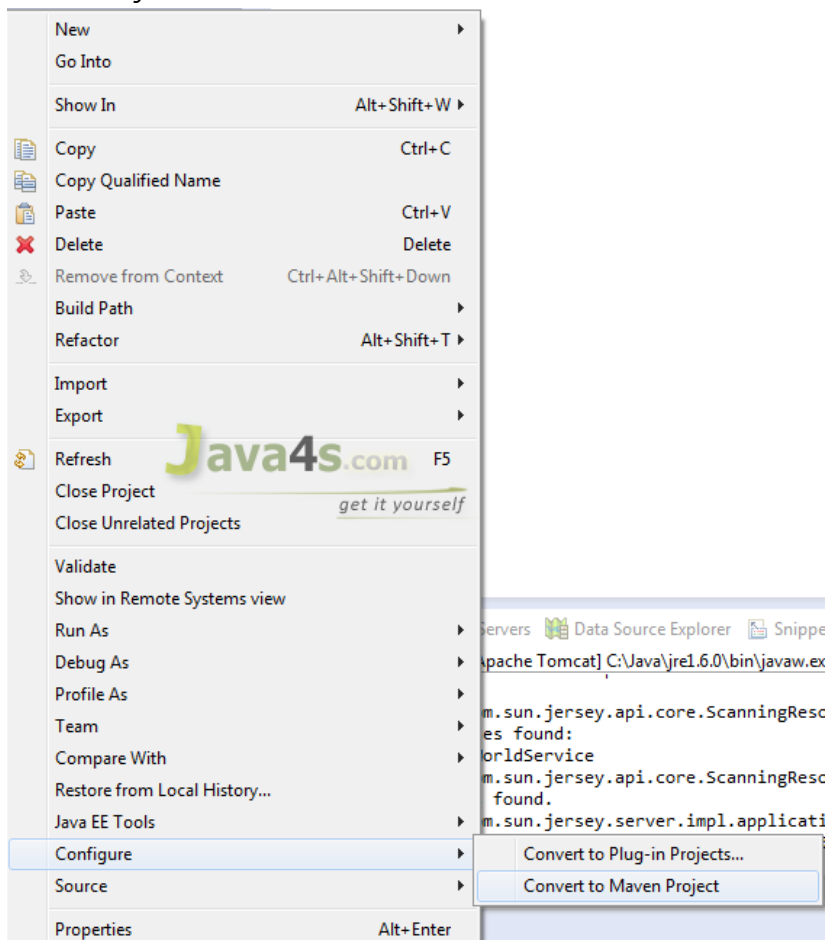 New
Go Into
Show In Alt+Shift+W
Copy Ctrl+C
Copy Qualified Name
Paste Ctrl+V
Delete Delete
Remove from Context Ctrl+Alt+Shift+Down
Build Path
Refactor Alt+Shift+T
Import
Export
Java4s.com
Refresh F5
Close Project
get it yourself
Close Unrelated Projects
Validate
Show in Remote Systems view
Run As
Servers Data Source Explorer Snippe
Debug As
Apache Tomcat] C:\Java\jre1.6.0\bin\javaw.ex
Profile As
m.sun.jersey.api.core.ScanningReso
Team
es found:
Compare With
orldService
m.sun.jersey.api.core.ScanningReso
Restore from Local History...
found.
Java EE Tools
m.sun.jersey.server.impl.applicati
Configure
Convert to Plug-in Projects...
Source
Convert to Maven Project
Properties Alt+Enter